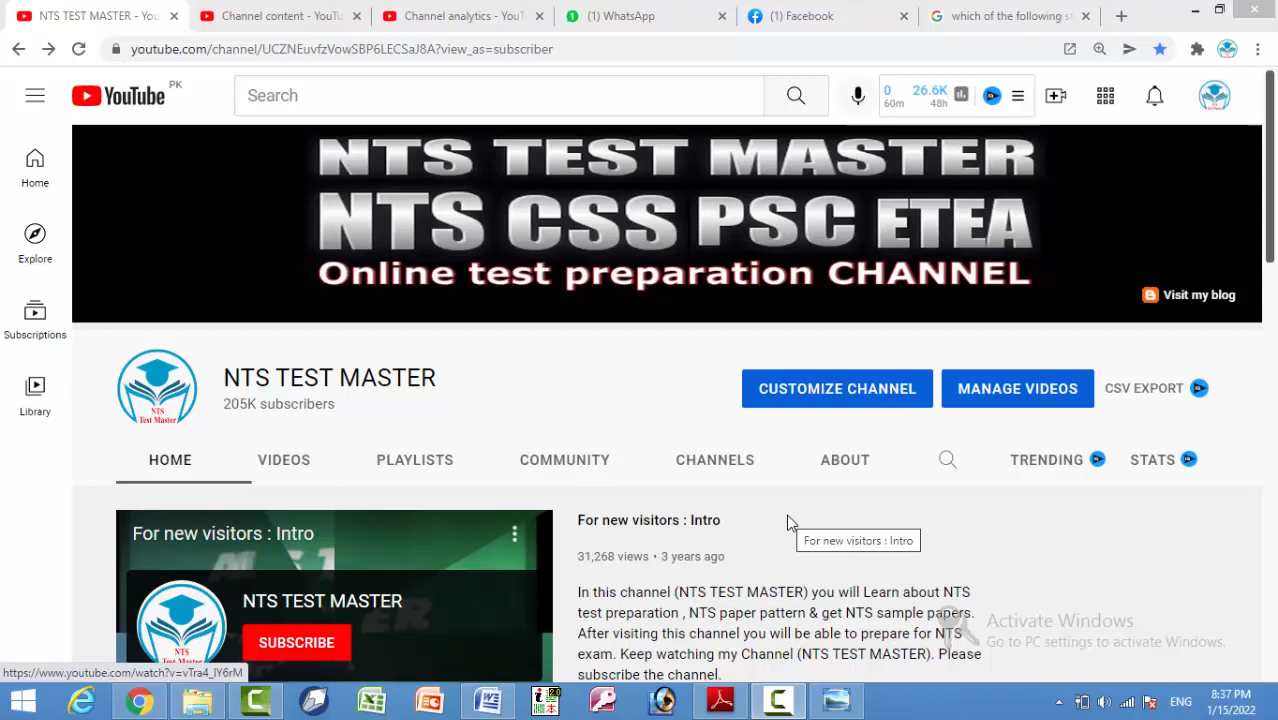 NTS TEST MASTER - You
Channel content - YouTu
Channel analytics - YouT
(1) WhatsApp
(1) Facebook
which of the following st
youtube.com/channel/UCZNEuvfzVowSBP6LECSaJ8A?view_as=subscriber
YouTube PK
Search
0 60m
26.6K 48h
Home
Explore
Subscriptions
Library
NTS TEST MASTER
NTS CSS PSC ETEA
Online test preparation CHANNEL
Visit my blog
NTS Test Master
NTS TEST MASTER
205K subscribers
CUSTOMIZE CHANNEL
MANAGE VIDEOS
CSV EXPORT
HOME
VIDEOS
PLAYLISTS
COMMUNITY
CHANNELS
ABOUT
TRENDING
STATS
For new visitors : Intro
NTS TEST MASTER
SUBSCRIBE
NTS
Test Master
For new visitors : Intro
For new visitors : Intro
31,268 views • 3 years ago
In this channel (NTS TEST MASTER) you will Learn about NTS
test preparation , NTS paper pattern & get NTS sample papers.
After visiting this channel you will be able to prepare for NTS
exam. Keep watching my Channel (NTS TEST MASTER). Please
subscribe the channel.
Activate Windows
Go to PC settings to activate Windows.
https://www.youtube.com/watch?v=vTra4_IY6rM
ENG
8:37 PM
1/15/2022